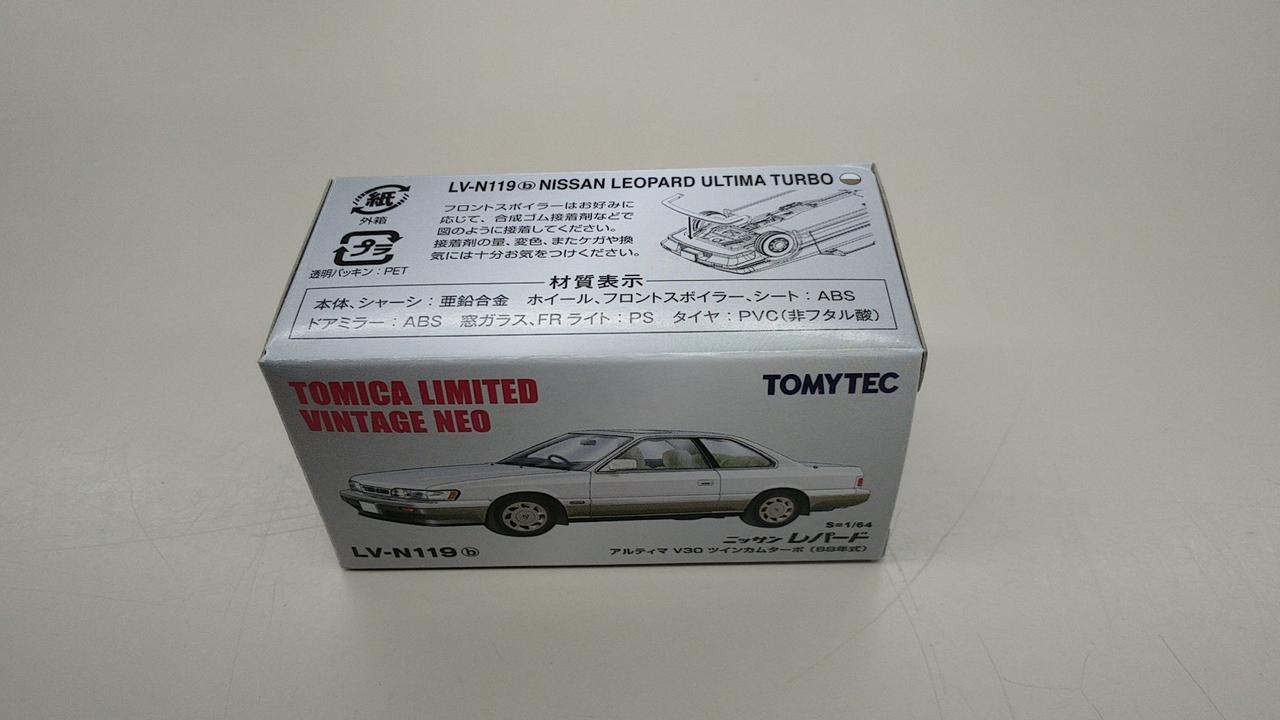 LV-N119ⓑ NISSAN LEOPARD ULTIMA TURBO
紙
外箱
プラ
透明パッキン：PET
フロントスポイラーはお好みに
応じて、合成ゴム接着剤などで
図のように接着してください。
接着剤の量、変色、またケガや換
気には十分お気をつけください。
材質表示
本体、シャーシ：亜鉛合金　ホイール、フロントスポイラー、シート：ABS
ドアミラー：ABS　窓ガラス、FRライト：PS　タイヤ：PVC(非フタル酸)
TOMICA LIMITED
VINTAGE NEO
TOMYTEC
S=1/64
LV-N119ⓑ
ニッサン レパード
アルティマ V30 ツインカムターボ (88年式)